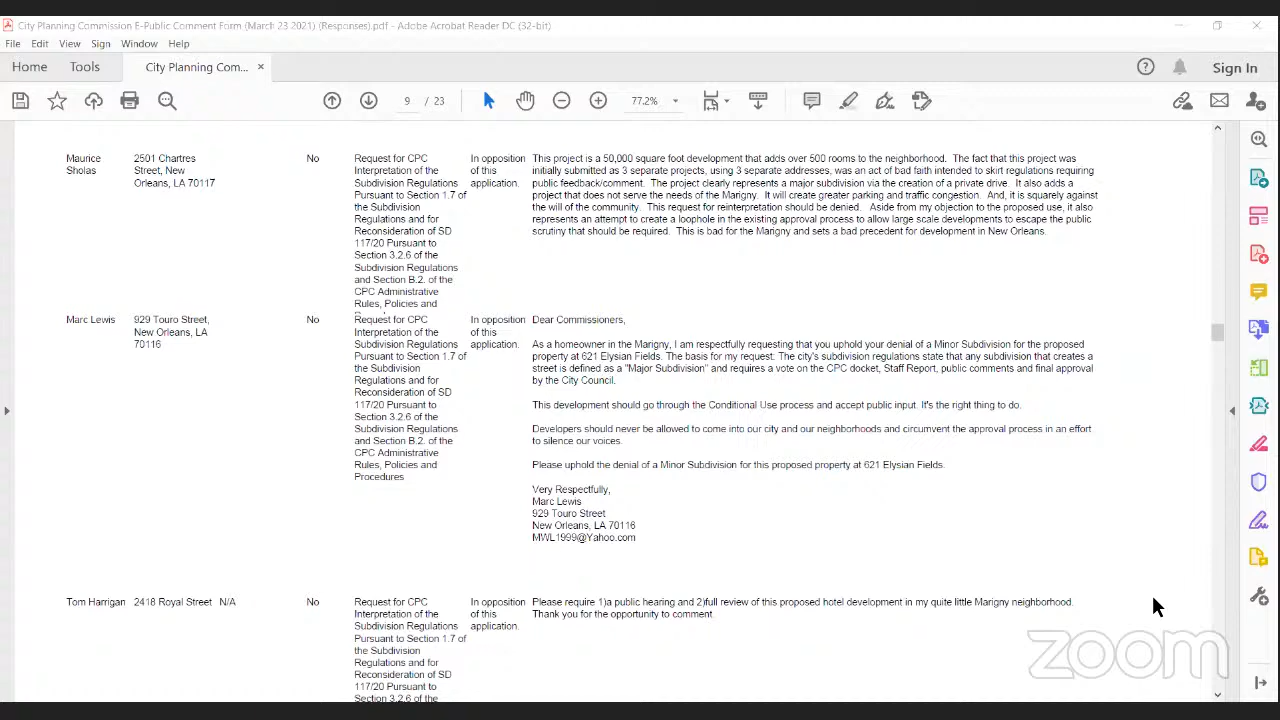 City Planning Commission E-Public Comment Form (March 23 2021) (Responses).pdf - Adobe Acrobat Reader DC (32-bit)
File Edit View Sign Window Help
Home Tools City Planning Com... × Sign In
9 / 23 77.2%
Maurice Sholas
2501 Chartres
Street, New
Orleans, LA 70117
No
Request for CPC
Interpretation of the
Subdivision Regulations
Pursuant to Section 1.7 of
the Subdivision
Regulations and for
Reconsideration of SD
117/20 Pursuant to
Section 3.2.6 of the
Subdivision Regulations
and Section B.2. of the
CPC Administrative
Rules, Policies and
In opposition
of this
application.
This project is a 50,000 square foot development that adds over 500 rooms to the neighborhood. The fact that this project was
initially submitted as 3 separate projects, using 3 separate addresses, was an act of bad faith intended to skirt regulations requiring
public feedback/comment. The project clearly represents a major subdivision via the creation of a private drive. It also adds a
project that does not serve the needs of the Marigny. It will create greater parking and traffic congestion. And, it is squarely against
the will of the community. This request for reinterpretation should be denied. Aside from my objection to the proposed use, it also
represents an attempt to create a loophole in the existing approval process to allow large scale developments to escape the public
scrutiny that should be required. This is bad for the Marigny and sets a bad precedent for development in New Orleans.
Marc Lewis
929 Touro Street,
New Orleans, LA
70116
No
Request for CPC
Interpretation of the
Subdivision Regulations
Pursuant to Section 1.7 of
the Subdivision
Regulations and for
Reconsideration of SD
117/20 Pursuant to
Section 3.2.6 of the
Subdivision Regulations
and Section B.2. of the
CPC Administrative
Rules, Policies and
Procedures
In opposition
of this
application.
Dear Commissioners,
As a homeowner in the Marigny, I am respectfully requesting that you uphold your denial of a Minor Subdivision for the proposed
property at 621 Elysian Fields. The basis for my request: The city's subdivision regulations state that any subdivision that creates a
street is defined as a "Major Subdivision" and requires a vote on the CPC docket, Staff Report, public comments and final approval
by the City Council.
This development should go through the Conditional Use process and accept public input. It's the right thing to do.
Developers should never be allowed to come into our city and our neighborhoods and circumvent the approval process in an effort
to silence our voices.
Please uphold the denial of a Minor Subdivision for this proposed property at 621 Elysian Fields.
Very Respectfully,
Marc Lewis
929 Touro Street
New Orleans, LA 70116
MWL1999@Yahoo.com
Tom Harrigan
2418 Royal Street
N/A
No
Request for CPC
Interpretation of the
Subdivision Regulations
Pursuant to Section 1.7 of
the Subdivision
Regulations and for
Reconsideration of SD
117/20 Pursuant to
Section 3.2.6 of the
In opposition
of this
application.
Please require 1)a public hearing and 2)full review of this proposed hotel development in my quite little Marigny neighborhood.
Thank you for the opportunity to comment.
zoom